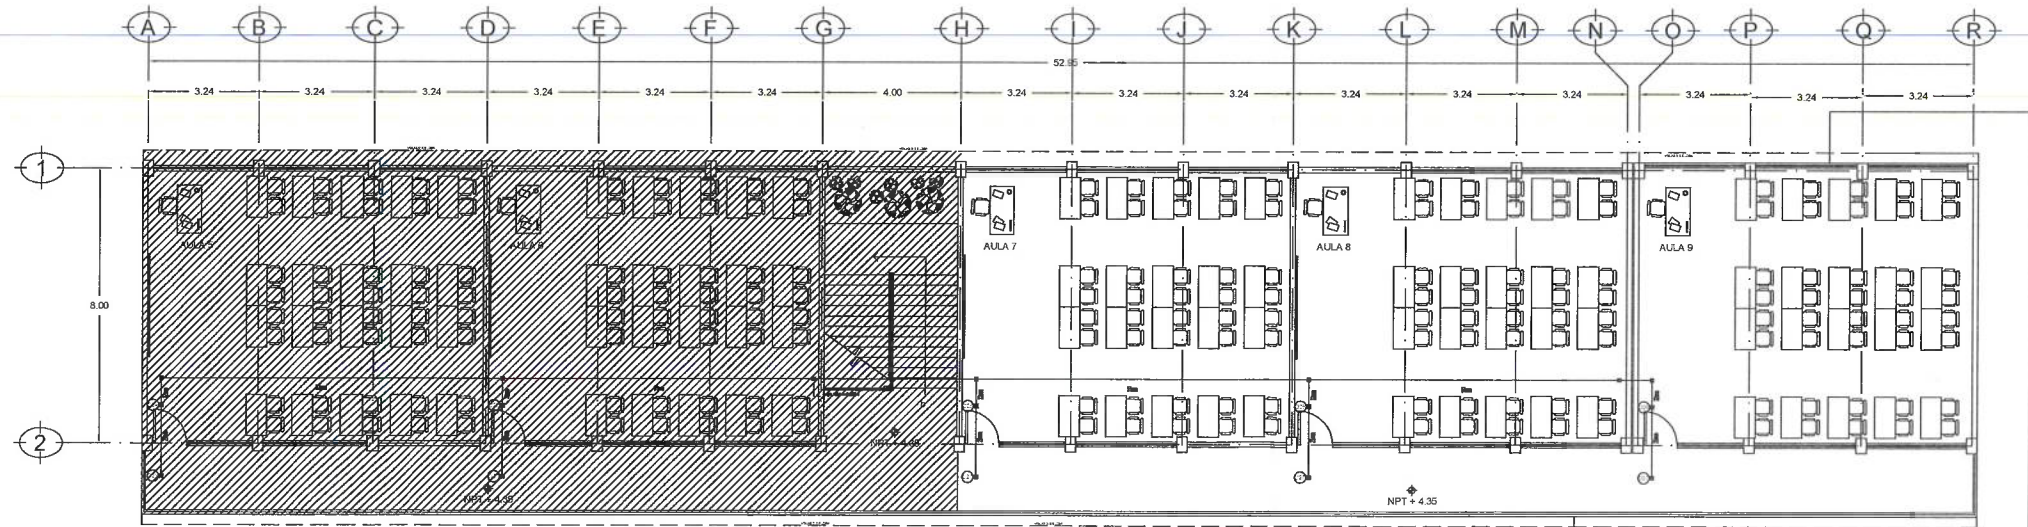 A B C D E F G H I J K L M N O P Q R
52.95
3.24 3.24 3.24 3.24 3.24 3.24 4.00 3.24 3.24 3.24 3.24 3.24 3.24 3.24 3.24 3.24
1
AULA 5 AULA 6 AULA 7 AULA 8 AULA 9
8.00
2
NPT + 4.35
NPT + 4.35
NPT + 4.35